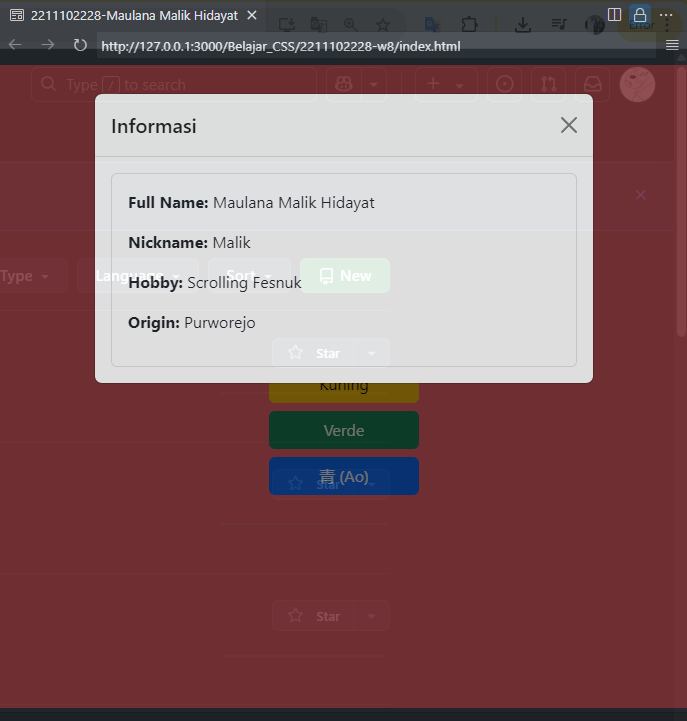 2211102228-Maulana Malik Hidayat
Error
http://127.0.0.1:3000/Belajar_CSS/2211102228-w8/index.html
Type / to search
Informasi
Full Name: Maulana Malik Hidayat
Nickname: Malik
Type Language Sort New
Hobby: Scrolling Fesnuk
Origin: Purworejo
Star
Kuning
Verde
青 (Ao)
Star
Star